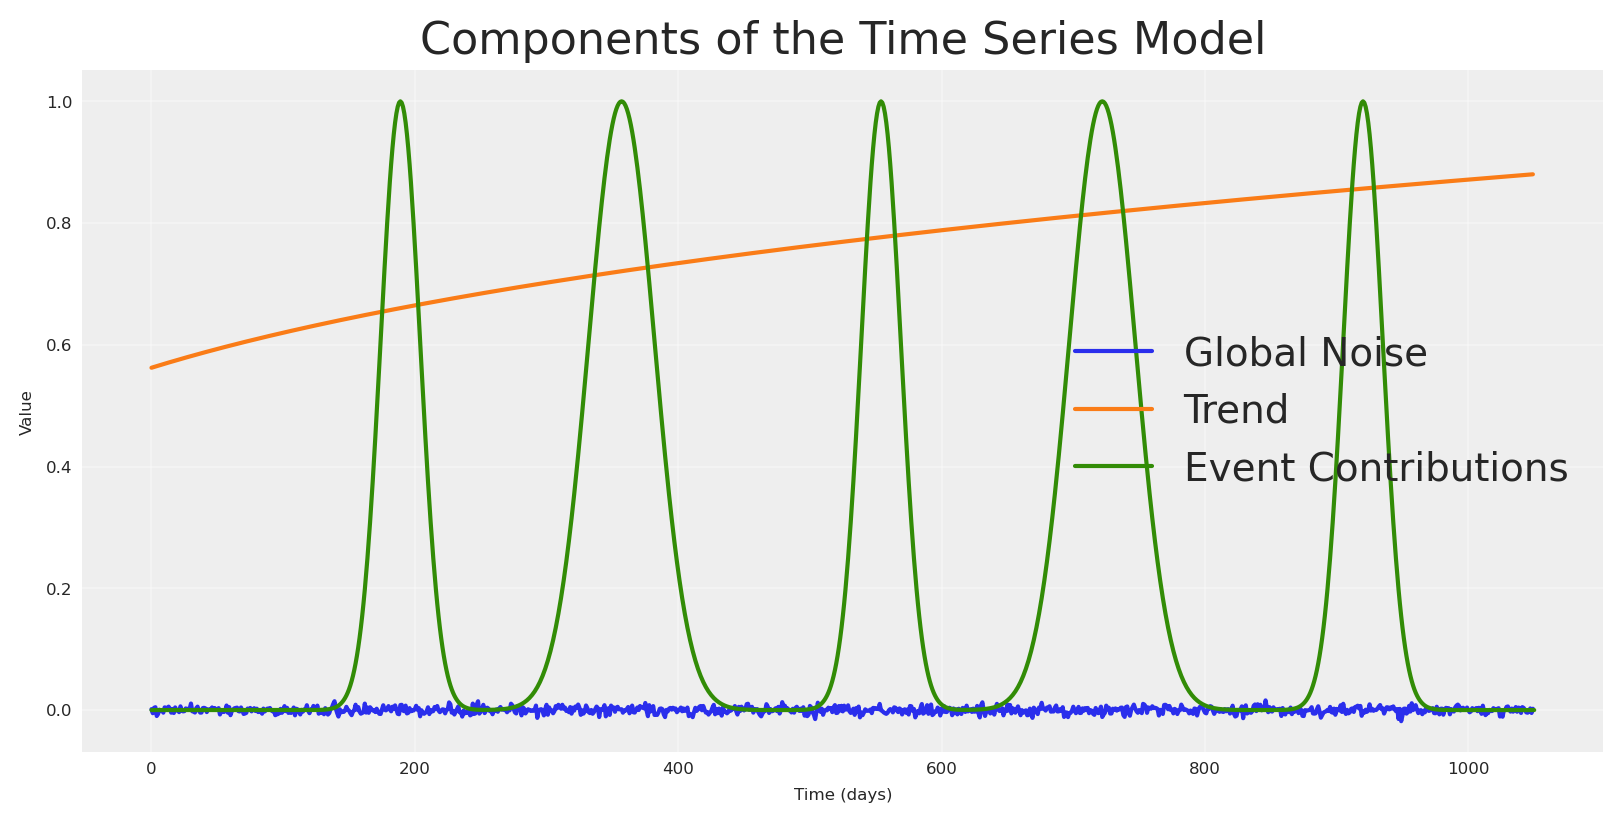 Components of the Time Series Model
1.0
0.8
0.6
0.4
0.2
0.0
Value
Global Noise
Trend
Event Contributions
0 200 400 600 800 1000
Time (days)